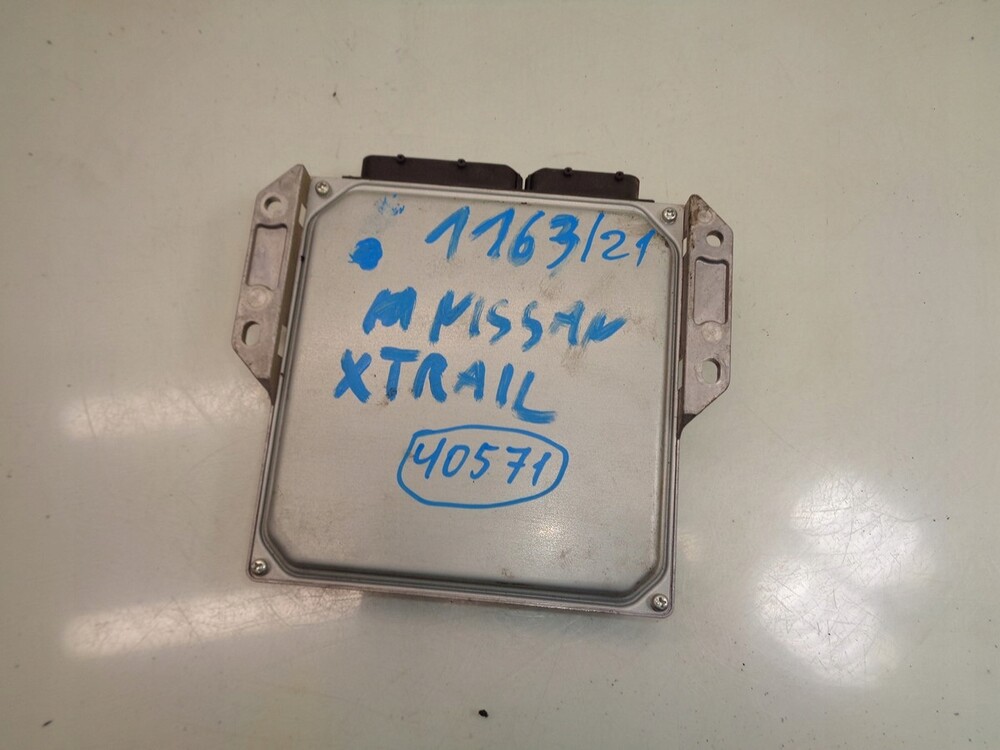 1163/21
M NISSAN
XTRAIL
40571